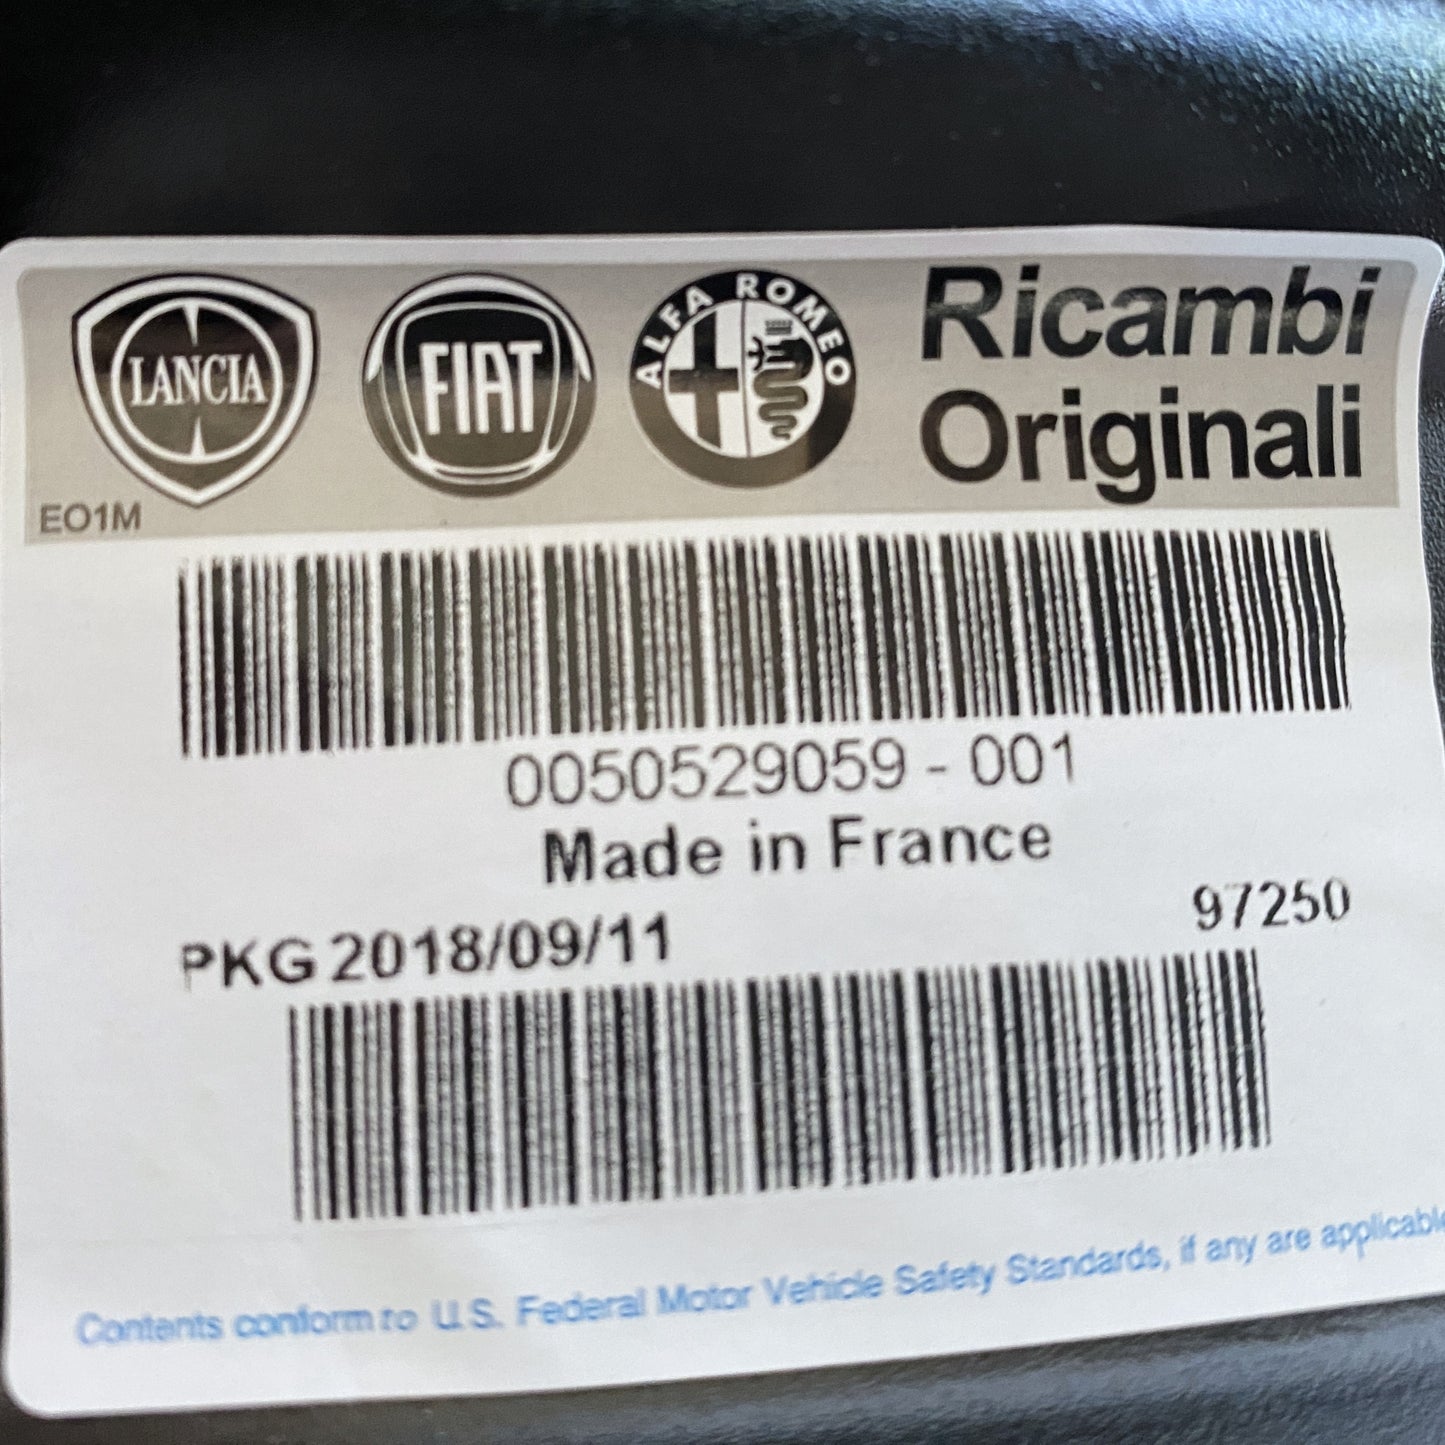 LANCIA
FIAT
ALFA ROMEO
Ricambi
Originali
EO1M
0050529059 - 001
Made in France
97250
PKG 2018/09/11
Contents conform to U.S. Federal Motor Vehicle Safety Standards, if any are applicable